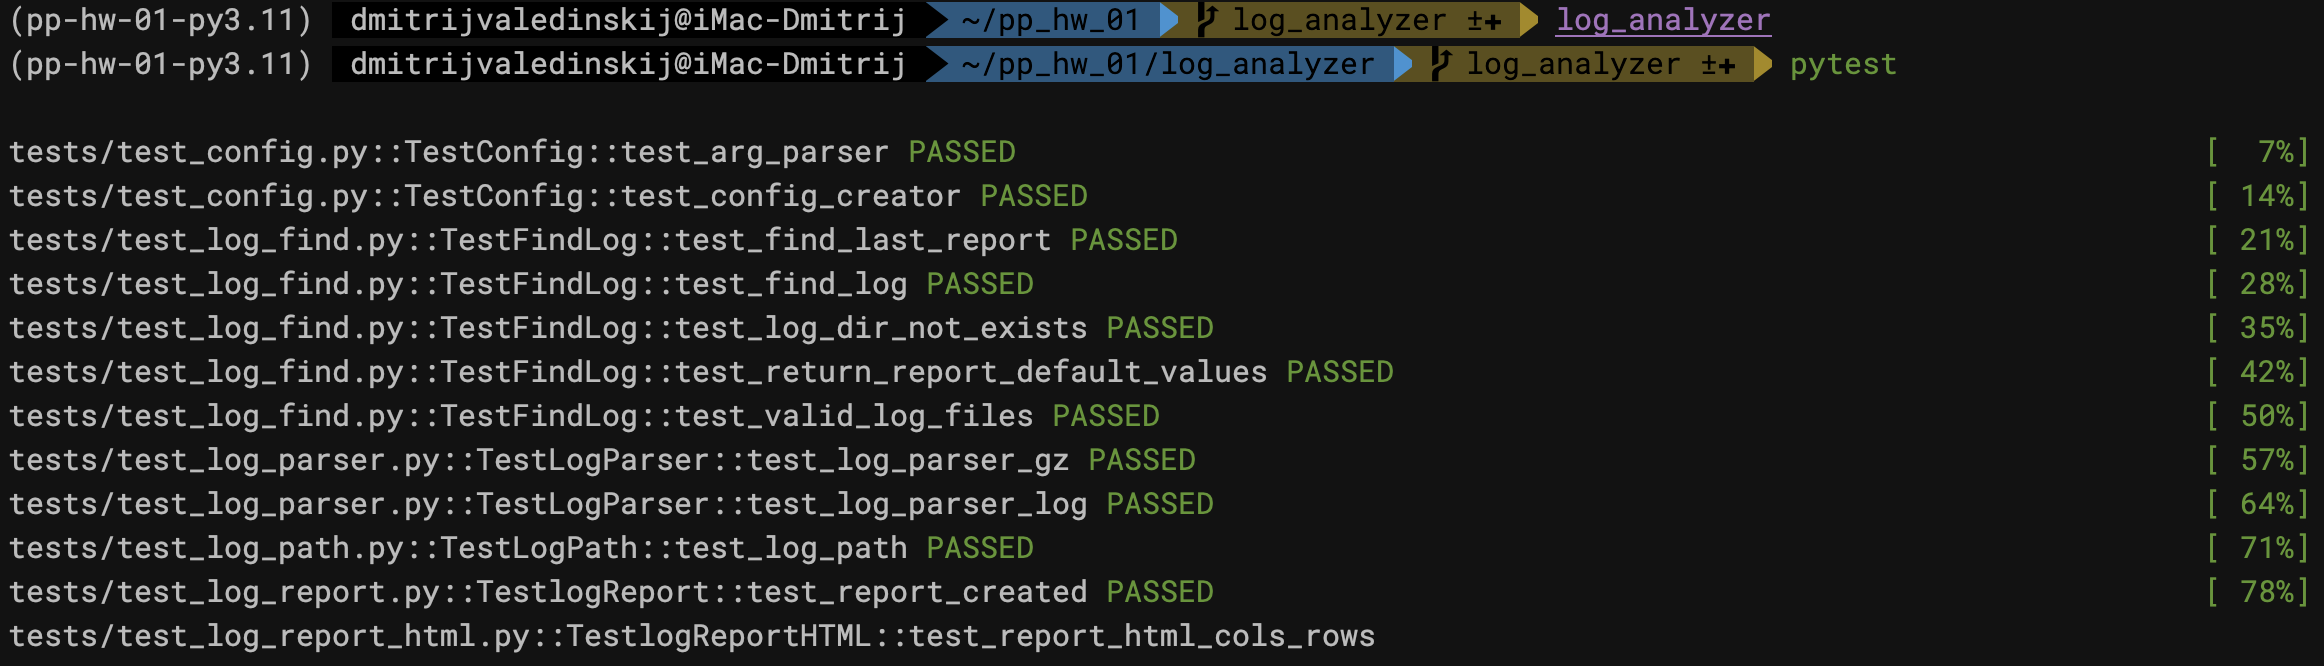 (pp-hw-01-py3.11) dmitrijvaledinskij@iMac-Dmitrij ~/pp_hw_01 log_analyzer ±✚ log_analyzer
(pp-hw-01-py3.11) dmitrijvaledinskij@iMac-Dmitrij ~/pp_hw_01/log_analyzer log_analyzer ±✚ pytest
tests/test_config.py::TestConfig::test_arg_parser PASSED [  7%]
tests/test_config.py::TestConfig::test_config_creator PASSED [ 14%]
tests/test_log_find.py::TestFindLog::test_find_last_report PASSED [ 21%]
tests/test_log_find.py::TestFindLog::test_find_log PASSED [ 28%]
tests/test_log_find.py::TestFindLog::test_log_dir_not_exists PASSED [ 35%]
tests/test_log_find.py::TestFindLog::test_return_report_default_values PASSED [ 42%]
tests/test_log_find.py::TestFindLog::test_valid_log_files PASSED [ 50%]
tests/test_log_parser.py::TestLogParser::test_log_parser_gz PASSED [ 57%]
tests/test_log_parser.py::TestLogParser::test_log_parser_log PASSED [ 64%]
tests/test_log_path.py::TestLogPath::test_log_path PASSED [ 71%]
tests/test_log_report.py::TestlogReport::test_report_created PASSED [ 78%]
tests/test_log_report_html.py::TestlogReportHTML::test_report_html_cols_rows